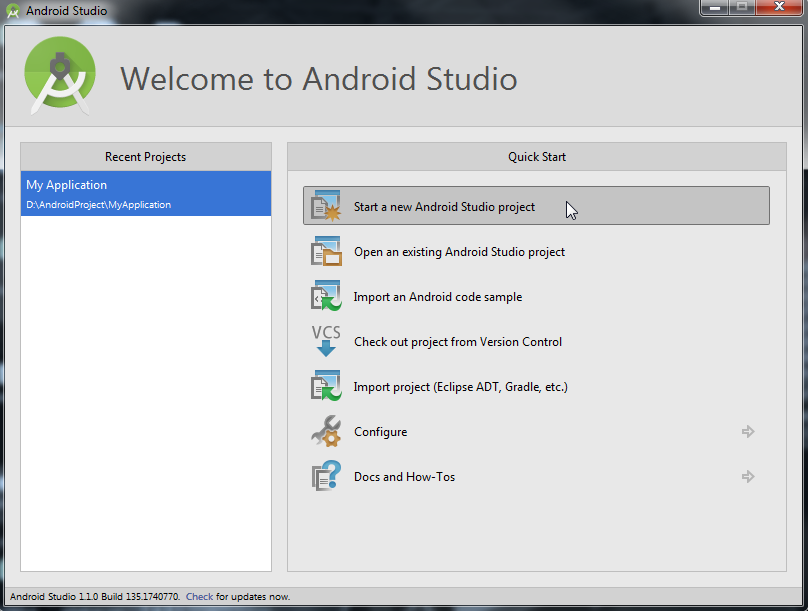 Android Studio
Welcome to Android Studio
Recent Projects
My Application
D:\AndroidProject\MyApplication
Quick Start
Start a new Android Studio project
Open an existing Android Studio project
Import an Android code sample
VCS
Check out project from Version Control
Import project (Eclipse ADT, Gradle, etc.)
Configure
Docs and How-Tos
Android Studio 1.1.0 Build 135.1740770. Check for updates now.